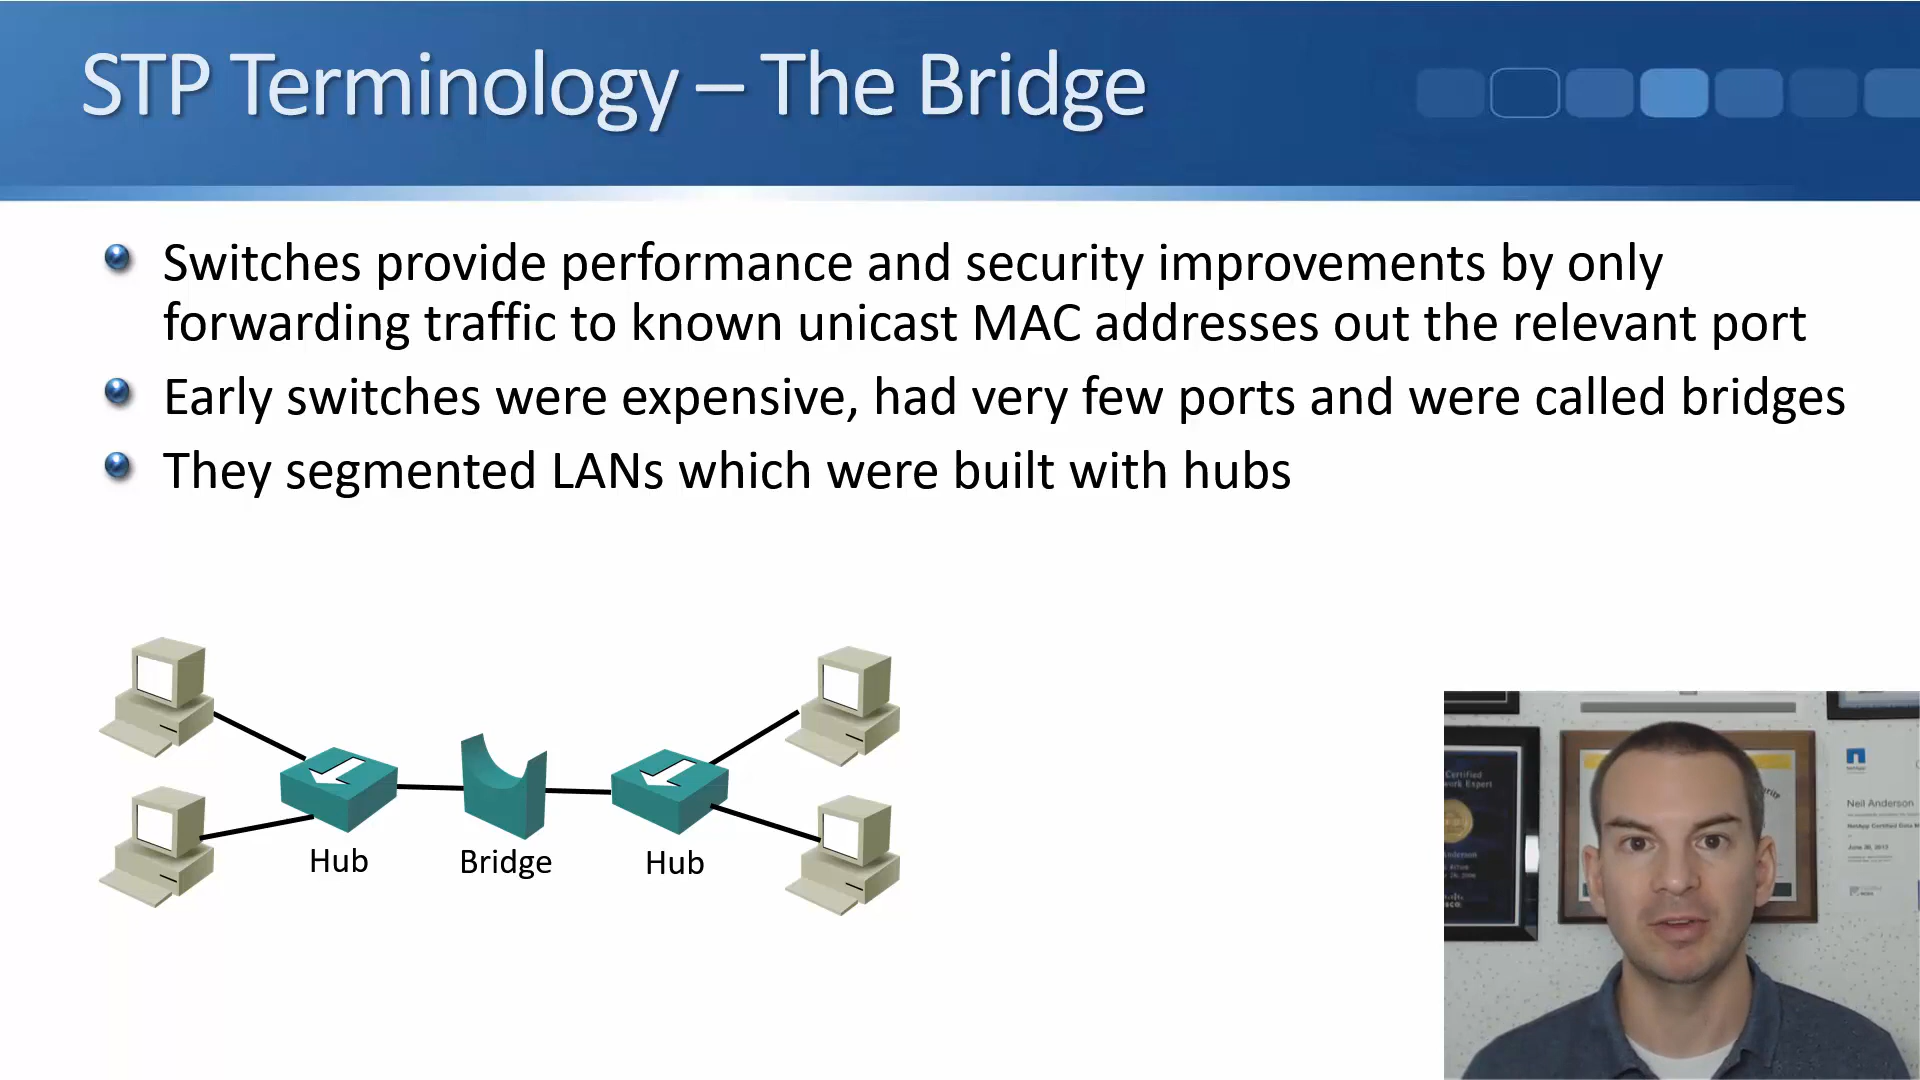 STP Terminology – The Bridge
Switches provide performance and security improvements by only
forwarding traffic to known unicast MAC addresses out the relevant port
Early switches were expensive, had very few ports and were called bridges
They segmented LANs which were built with hubs
Hub
Bridge
Hub
Certified
Neil Anderson